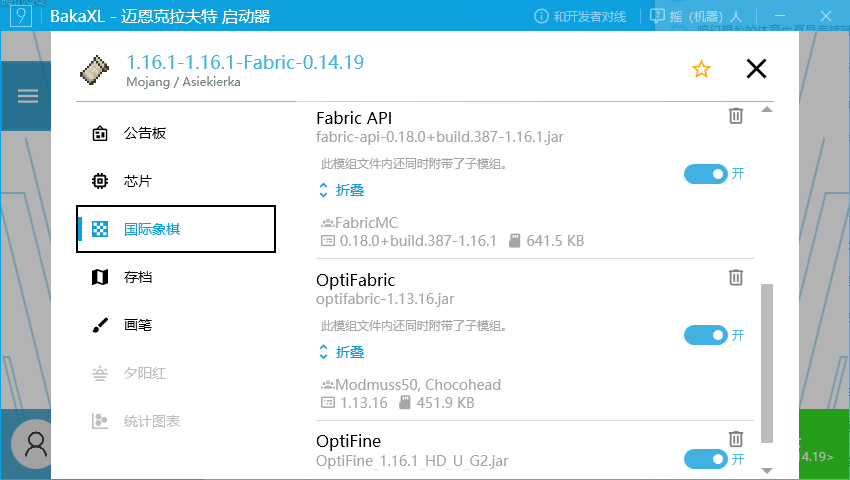 BakaXL - 迈恩克拉夫特 启动器
和开发者对线
摇（机器）人
1.16.1-1.16.1-Fabric-0.14.19
Mojang / Asiekierka
公告板
芯片
国际象棋
存档
画笔
夕阳红
统计图表
Fabric API
fabric-api-0.18.0+build.387-1.16.1.jar
此模组文件内还同时附带了子模组。
开
折叠
FabricMC
0.18.0+build.387-1.16.1 641.5 KB
OptiFabric
optifabric-1.13.16.jar
此模组文件内还同时附带了子模组。
开
折叠
Modmuss50, Chocohead
1.13.16 451.9 KB
OptiFine
OptiFine_1.16.1_HD_U_G2.jar
开
4.19>